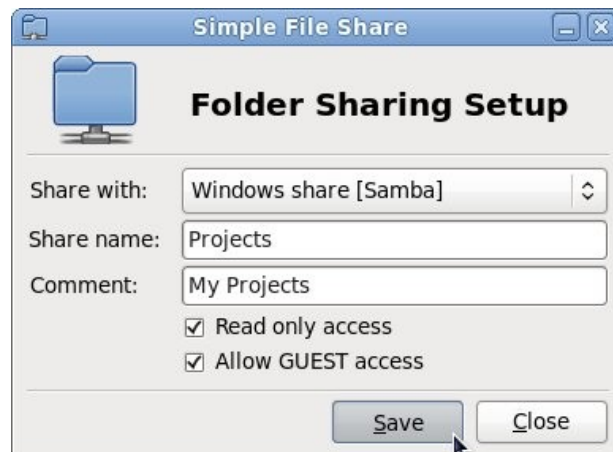 Simple File Share
Folder Sharing Setup
Share with: Windows share [Samba]
Share name: Projects
Comment: My Projects
Read only access
Allow GUEST access
Save Close